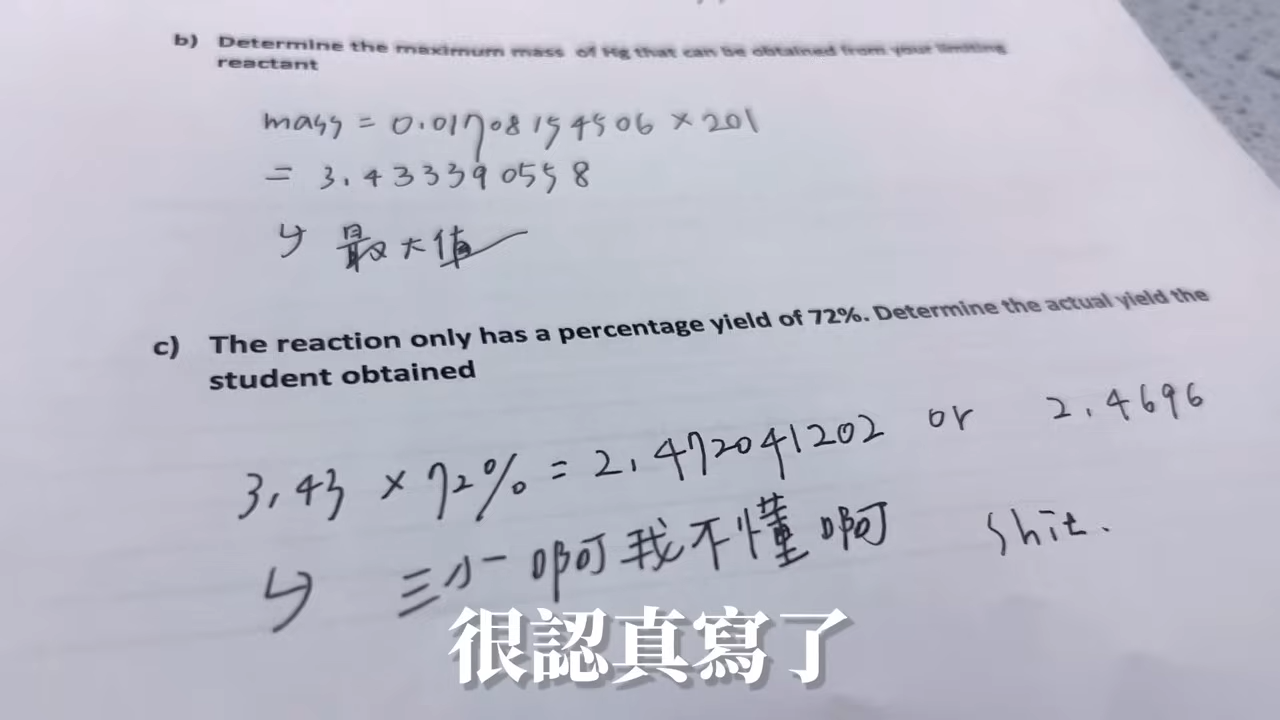 b) Determine the maximum mass of Hg that can be obtained from your limiting
reactant
mass = 0.01708154506 × 201
= 3.433390558
↳ 最大值
c) The reaction only has a percentage yield of 72%. Determine the actual yield the
student obtained
3.43 × 72% = 2.472041202 or 2.4696
↳ 三小 啊我不懂啊 shit.
很認真寫了